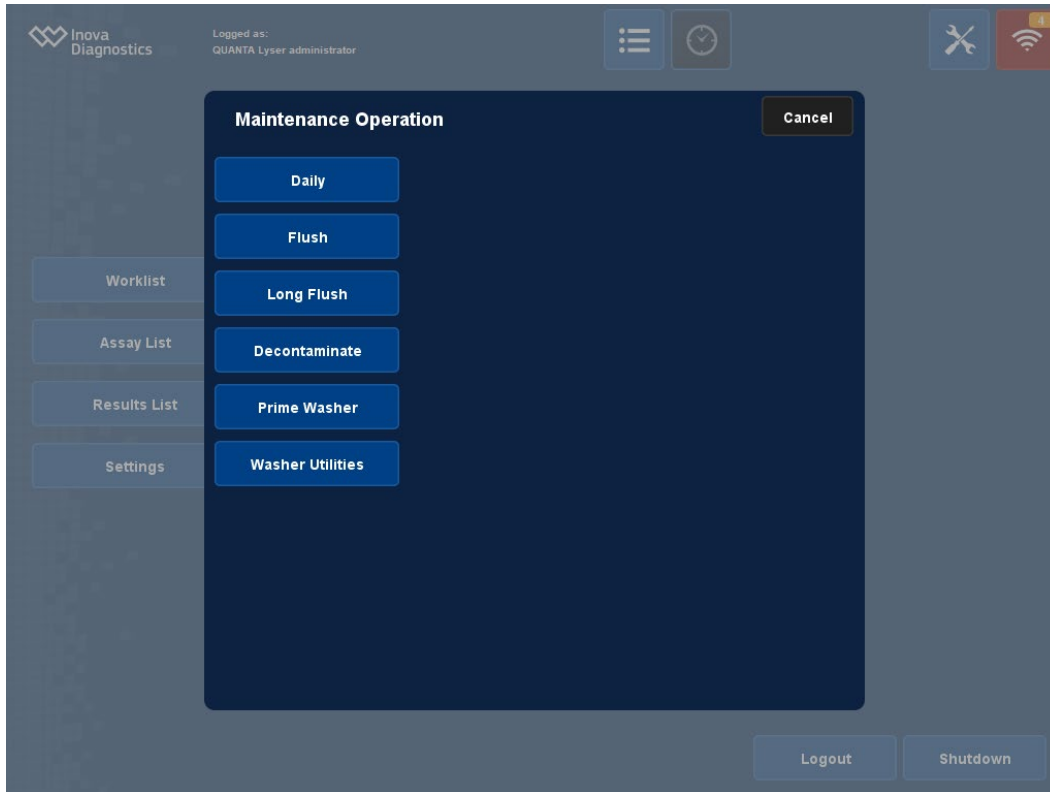 Inova
Diagnostics
Logged as:
QUANTA Lyser administrator
4
Maintenance Operation
Cancel
Daily
Flush
Long Flush
Decontaminate
Prime Washer
Washer Utilities
Worklist
Assay List
Results List
Settings
Logout
Shutdown